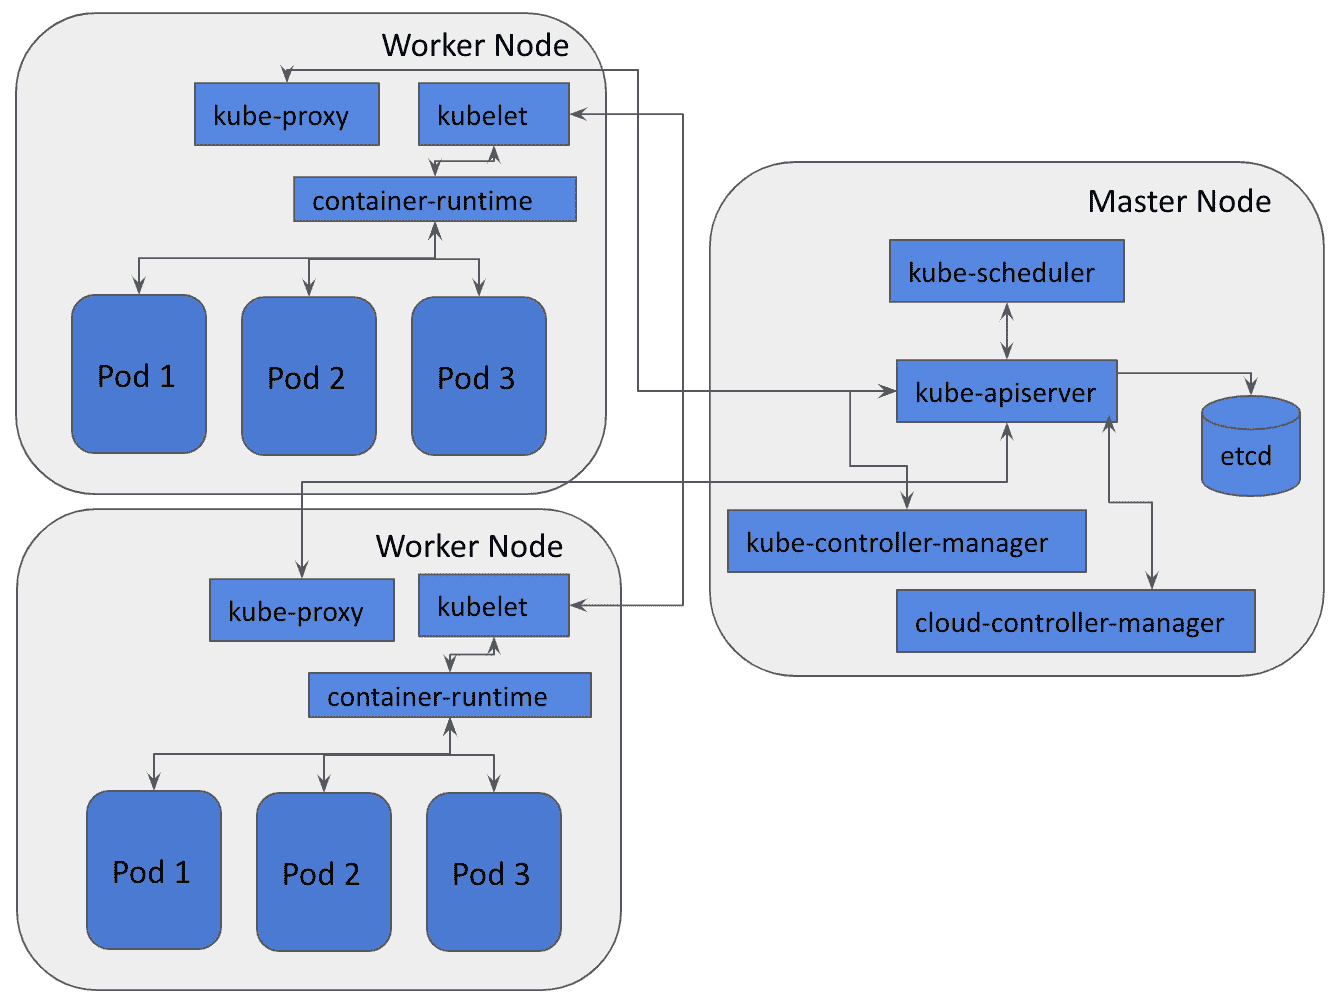 Worker Node
kube-proxy
kubelet
container-runtime
Pod 1
Pod 2
Pod 3
Master Node
kube-scheduler
kube-apiserver
etcd
kube-controller-manager
cloud-controller-manager
Worker Node
kube-proxy
kubelet
container-runtime
Pod 1
Pod 2
Pod 3